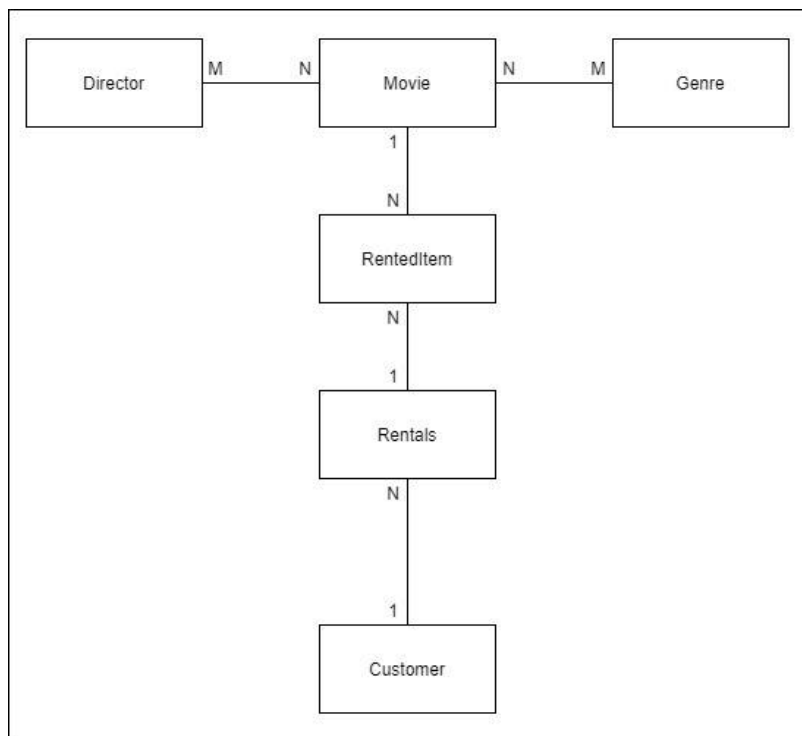 Director M N Movie N M Genre
1
N
RentedItem
N
1
Rentals
N
1
Customer